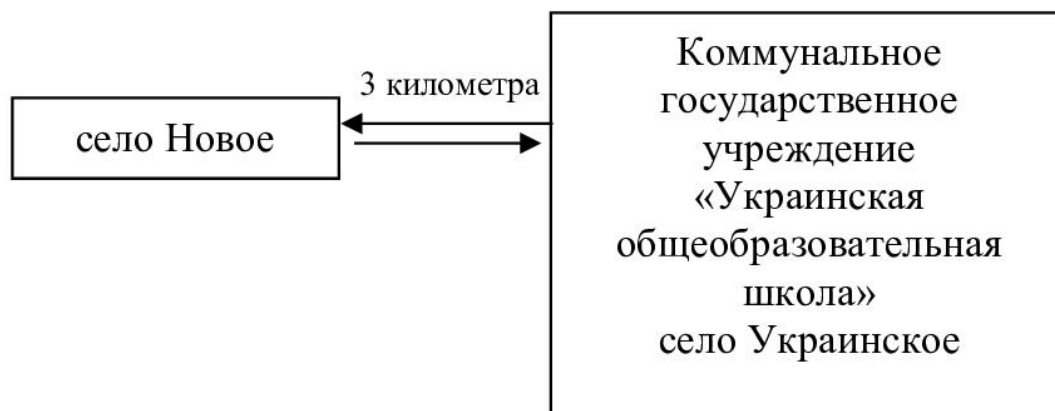 3 километра
село Новое
Коммунальное
государственное
учреждение
«Украинская
общеобразовательная
школа»
село Украинское